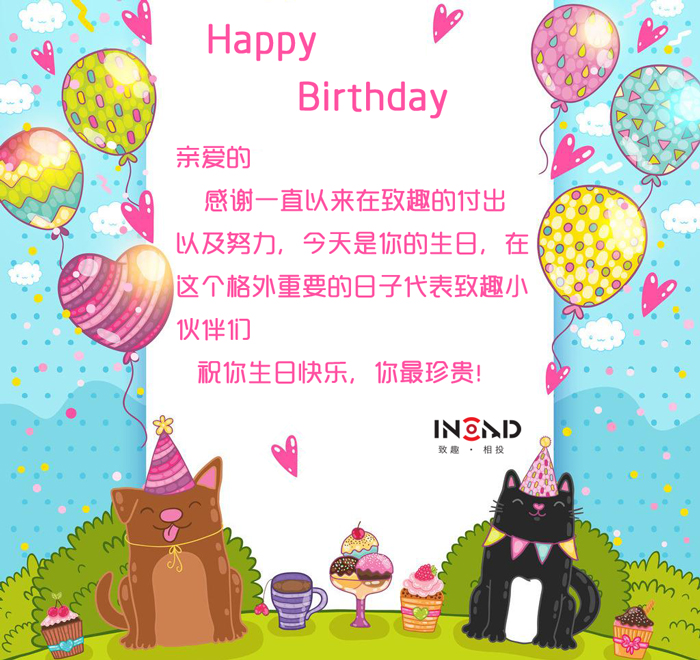 Happy
Birthday
亲爱的
感谢一直以来在致趣的付出
以及努力，今天是你的生日，在
这个格外重要的日子代表致趣小
伙伴们
祝你生日快乐，你最珍贵!
INCAD
致趣·相投